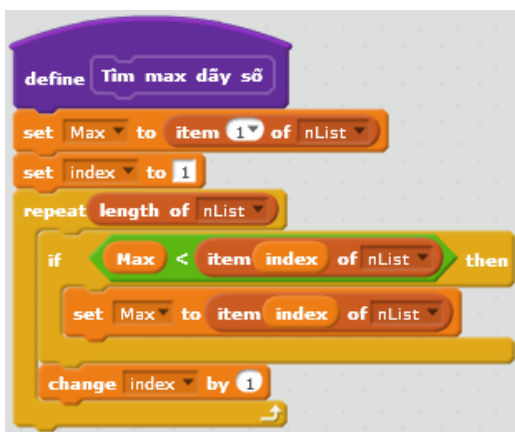 define Tìm max dãy số
set Max to item 1 of nList
set index to 1
repeat length of nList
if Max < item index of nList then
set Max to item index of nList
change index by 1